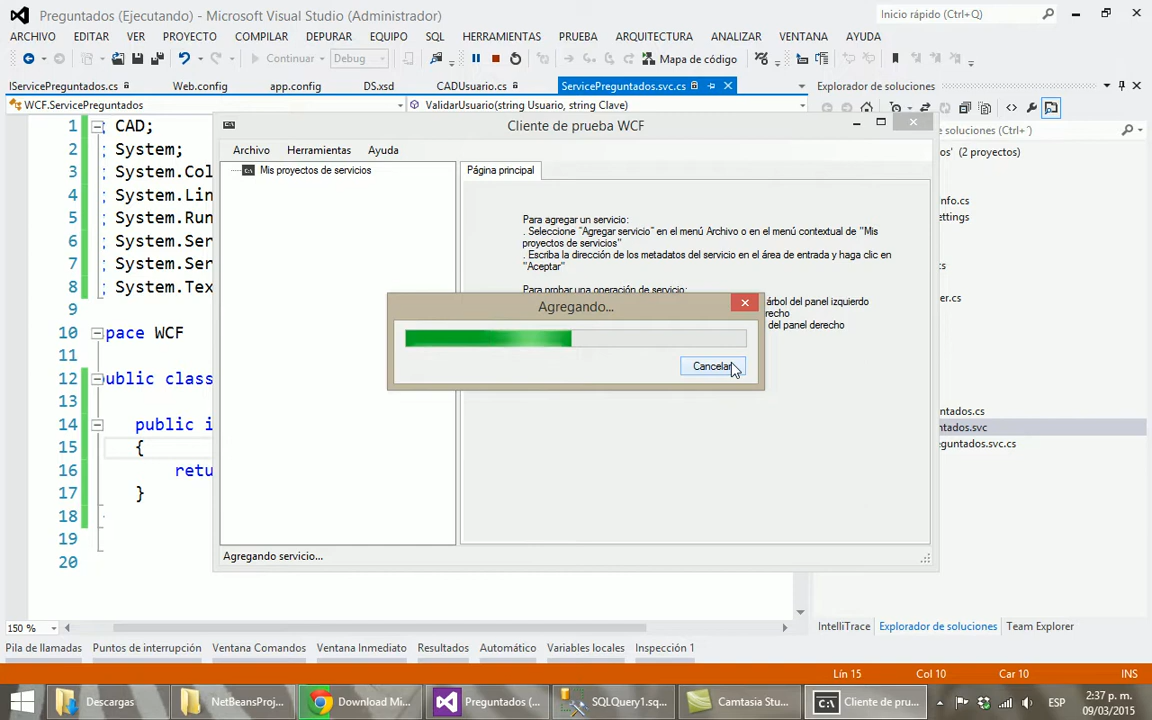 Preguntados (Ejecutando) - Microsoft Visual Studio (Administrador)
Inicio rápido (Ctrl+Q)
ARCHIVO EDITAR VER PROYECTO COMPILAR DEPURAR EQUIPO SQL HERRAMIENTAS PRUEBA ARQUITECTURA ANALIZAR VENTANA AYUDA
Continuar Debug Mapa de código
IServicePreguntados.cs Web.config app.config DS.xsd CADUsuario.cs ServicePreguntados.svc.cs
Explorador de soluciones
WCF.ServicePreguntados ValidarUsuario(string Usuario, string Clave)
1 ; CAD;
2 ; System;
3 ; System.Col
4 ; System.Lin
5 ; System.Run
6 ; System.Ser
7 ; System.Ser
8 ; System.Tex
9
10 pace WCF
11
12 ublic class
13
14 public i
15 {
16 retu
17 }
18
19
20
Cliente de prueba WCF
Archivo Herramientas Ayuda
Mis proyectos de servicios
Página principal
Para agregar un servicio:
. Seleccione "Agregar servicio" en el menú Archivo o en el menú contextual de "Mis
proyectos de servicios"
. Escriba la dirección de los metadatos del servicio en el área de entrada y haga clic en
"Aceptar"
Para probar una operación de servicio:
árbol del panel izquierdo
recho
del panel derecho
Agregando...
Cancelar
Agregando servicio...
e soluciones (Ctrl+´)
os' (2 proyectos)
nfo.cs
ettings
cs
er.cs
ntados.cs
ntados.svc
eguntados.svc.cs
150 %
IntelliTrace Explorador de soluciones Team Explorer
Pila de llamadas Puntos de interrupción Ventana Comandos Ventana Inmediato Resultados Automático Variables locales Inspección 1
Lín 15 Col 10 Car 10 INS
Descargas NetBeansProj... Download Mi... Preguntados (... SQLQuery1.sq... Camtasia Stu... Cliente de pru... ESP
2:37 p. m.
09/03/2015